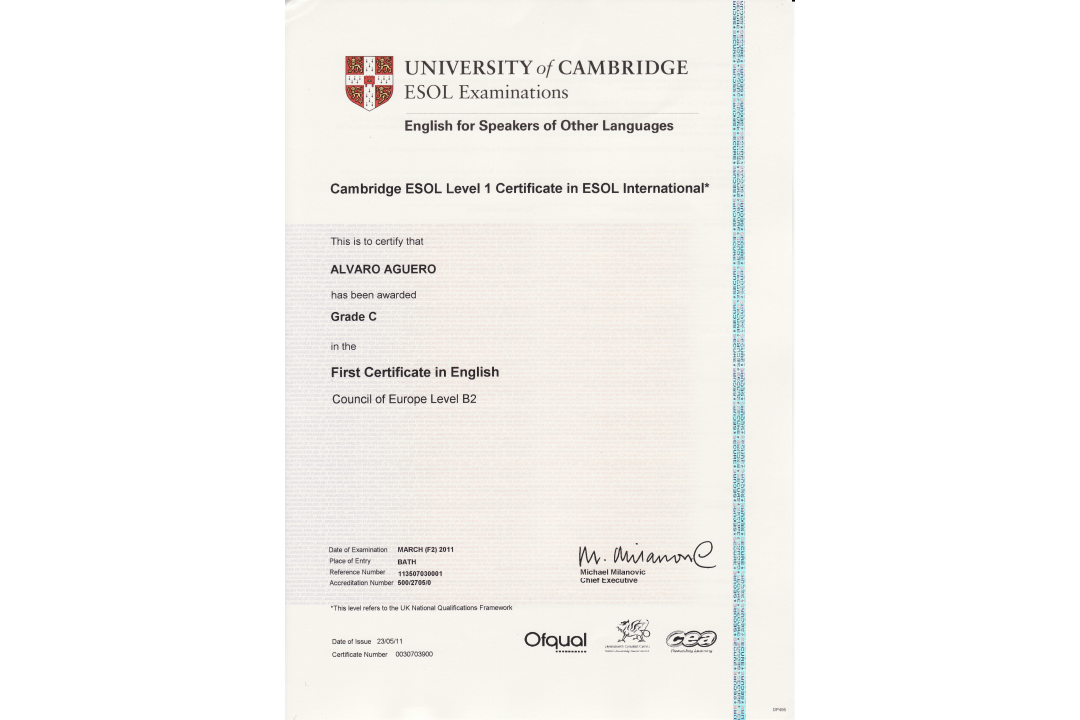 UNIVERSITY of CAMBRIDGE
ESOL Examinations
English for Speakers of Other Languages
Cambridge ESOL Level 1 Certificate in ESOL International*
This is to certify that
ALVARO AGUERO
has been awarded
Grade C
in the
First Certificate in English
Council of Europe Level B2
Date of Examination MARCH (F2) 2011
Place of Entry BATH
Reference Number 113507030001
Accreditation Number 500/2705/0
M. Milanovic
Michael Milanovic
Chief Executive
*This level refers to the UK National Qualifications Framework
Date of Issue 23/05/11
Certificate Number 0030703900
Ofqual
cea
Rewarding Learning
SECURE